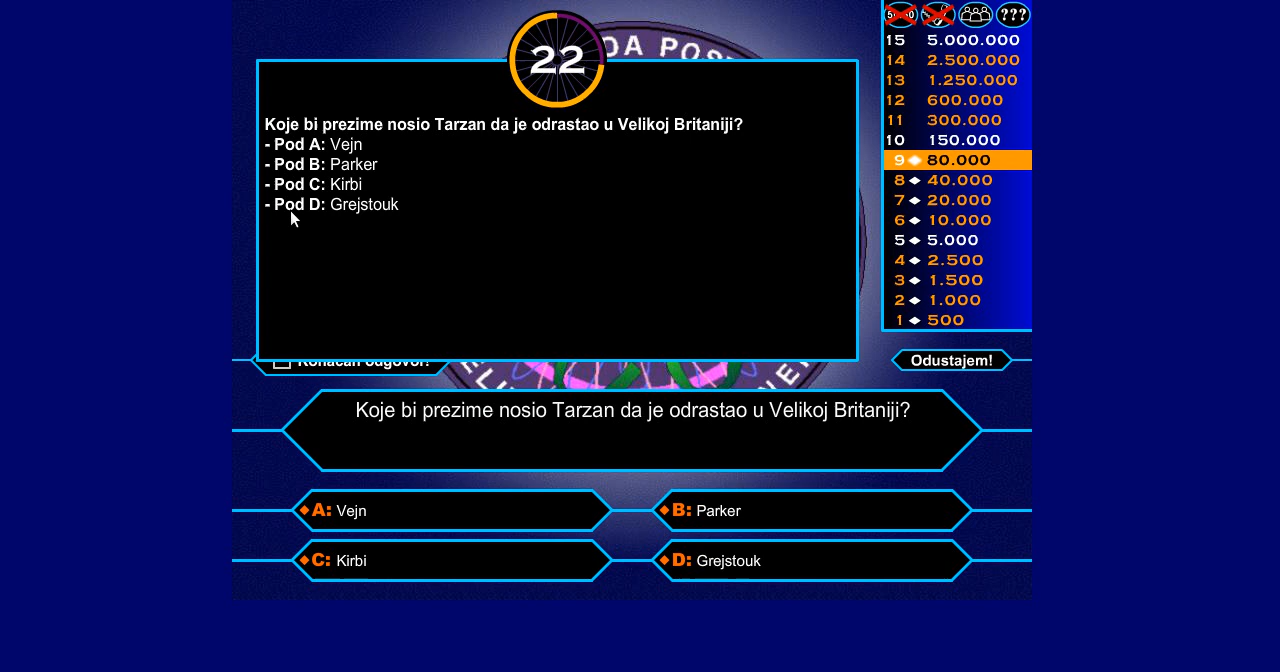 22
Koje bi prezime nosio Tarzan da je odrastao u Velikoj Britaniji?
- Pod A: Vejn
- Pod B: Parker
- Pod C: Kirbi
- Pod D: Grejstouk
???
15 5.000.000
14 2.500.000
13 1.250.000
12 600.000
11 300.000
10 150.000
9 80.000
8 40.000
7 20.000
6 10.000
5 5.000
4 2.500
3 1.500
2 1.000
1 500
Konačan odgovor!
Odustajem!
Koje bi prezime nosio Tarzan da je odrastao u Velikoj Britaniji?
A: Vejn
B: Parker
C: Kirbi
D: Grejstouk